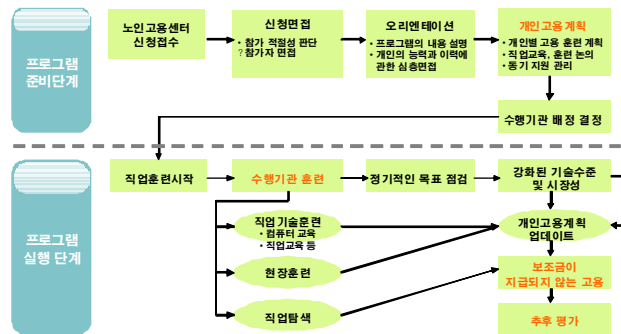 프로그램
준비단계
노인고용센터
신청접수
신청면접
• 참가 적절성 판단
? 참가자 면접
오리엔테이션
• 프로그램의 내용 설명
• 개인의 능력과 이력에
관한 심층면접
개인고용계획
• 개인별 고용 훈련 계획
• 직업교육, 훈련 논의
• 동기 지원 관리
수행기관 배정 결정
프로그램
실행 단계
직업훈련시작
수행기관 훈련
정기적인 목표 점검
강화된 기술수준
및 시장성
직업기술훈련
• 컴퓨터 교육
• 직업교육 등
현장훈련
직업탐색
개인고용계획
업데이트
보조금이
지급되지 않는 고용
추후 평가